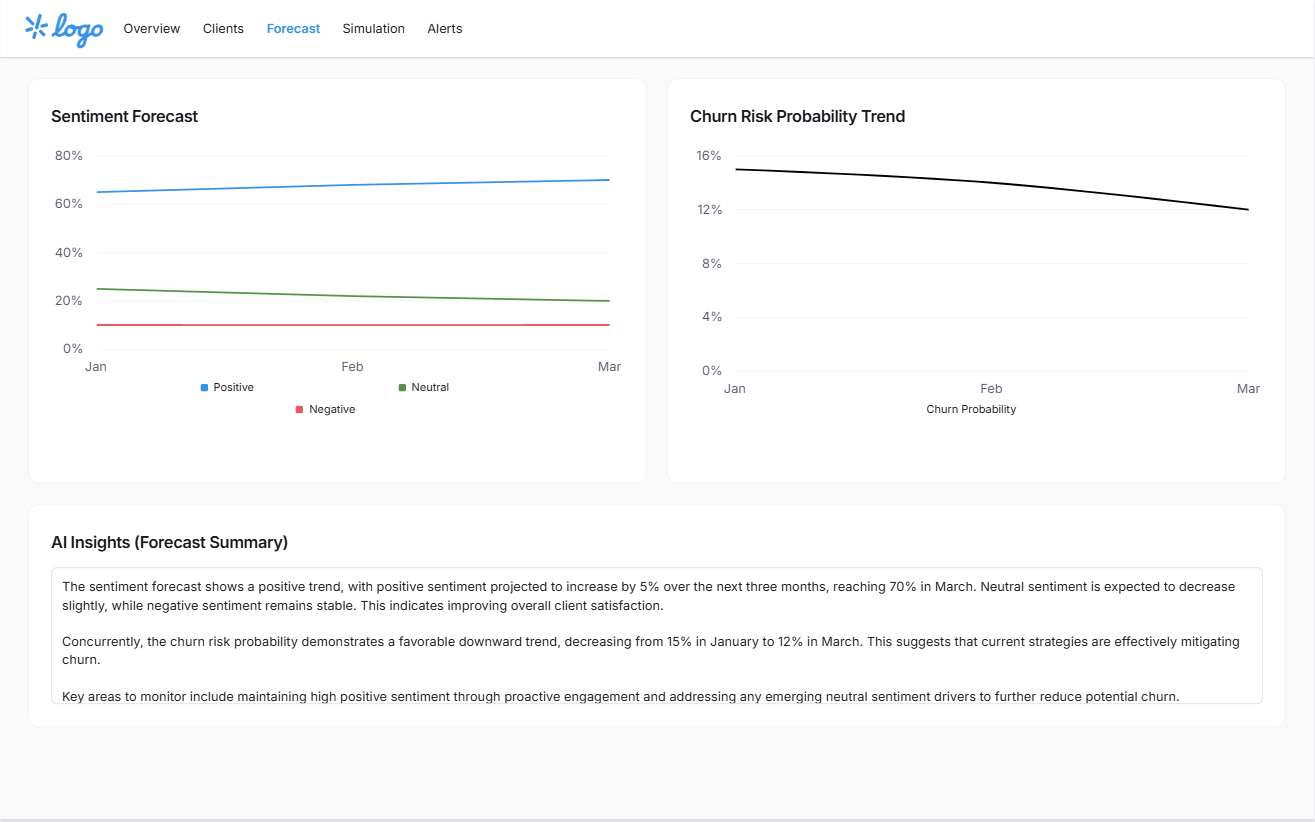 logo
Overview
Clients
Forecast
Simulation
Alerts
Sentiment Forecast
80%
60%
40%
20%
0%
Jan
Feb
Mar
Positive
Neutral
Negative
Churn Risk Probability Trend
16%
12%
8%
4%
0%
Jan
Feb
Mar
Churn Probability
AI Insights (Forecast Summary)
The sentiment forecast shows a positive trend, with positive sentiment projected to increase by 5% over the next three months, reaching 70% in March. Neutral sentiment is expected to decrease
slightly, while negative sentiment remains stable. This indicates improving overall client satisfaction.
Concurrently, the churn risk probability demonstrates a favorable downward trend, decreasing from 15% in January to 12% in March. This suggests that current strategies are effectively mitigating
churn.
Key areas to monitor include maintaining high positive sentiment through proactive engagement and addressing any emerging neutral sentiment drivers to further reduce potential churn.